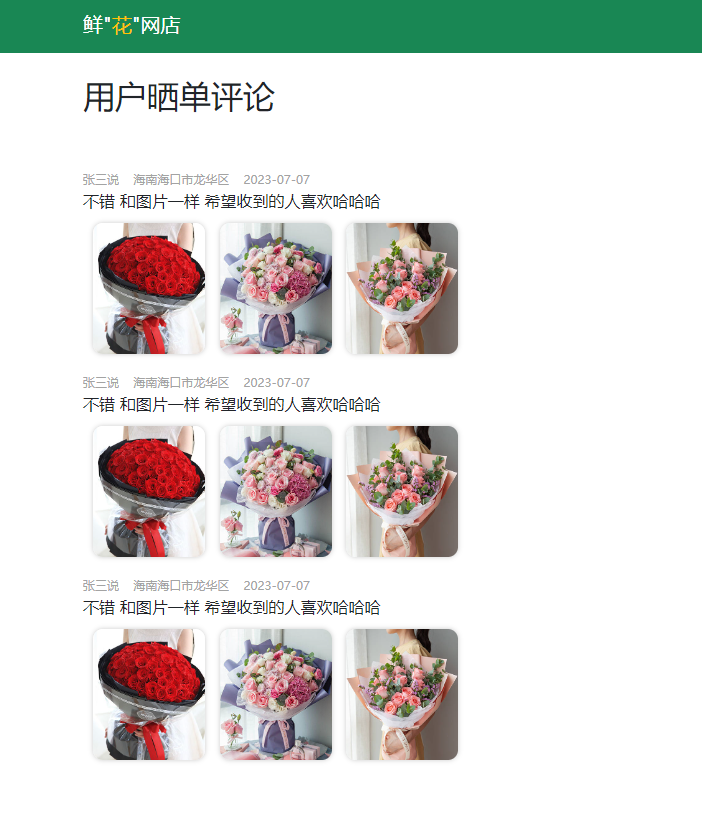 鲜"花"网店
用户晒单评论
张三说 海南海口市龙华区 2023-07-07
不错 和图片一样 希望收到的人喜欢哈哈哈
张三说 海南海口市龙华区 2023-07-07
不错 和图片一样 希望收到的人喜欢哈哈哈
张三说 海南海口市龙华区 2023-07-07
不错 和图片一样 希望收到的人喜欢哈哈哈